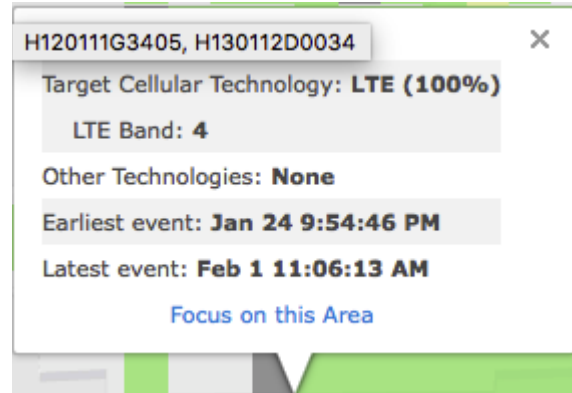 H120111G3405, H130112D0034
Target Cellular Technology: LTE (100%)
LTE Band: 4
Other Technologies: None
Earliest event: Jan 24 9:54:46 PM
Latest event: Feb 1 11:06:13 AM
Focus on this Area